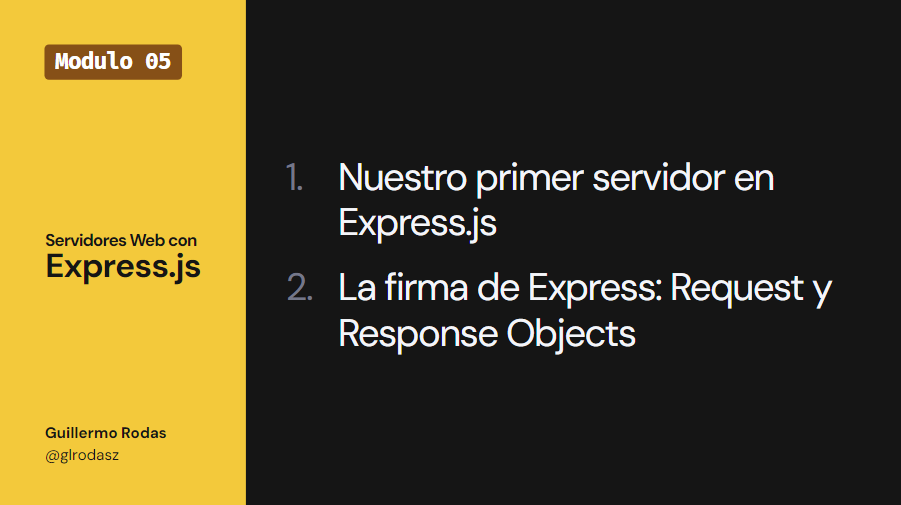 Modulo 05
Servidores Web con
Express.js
Guillermo Rodas
@glrodasz
1. Nuestro primer servidor en
Express.js
2. La firma de Express: Request y
Response Objects